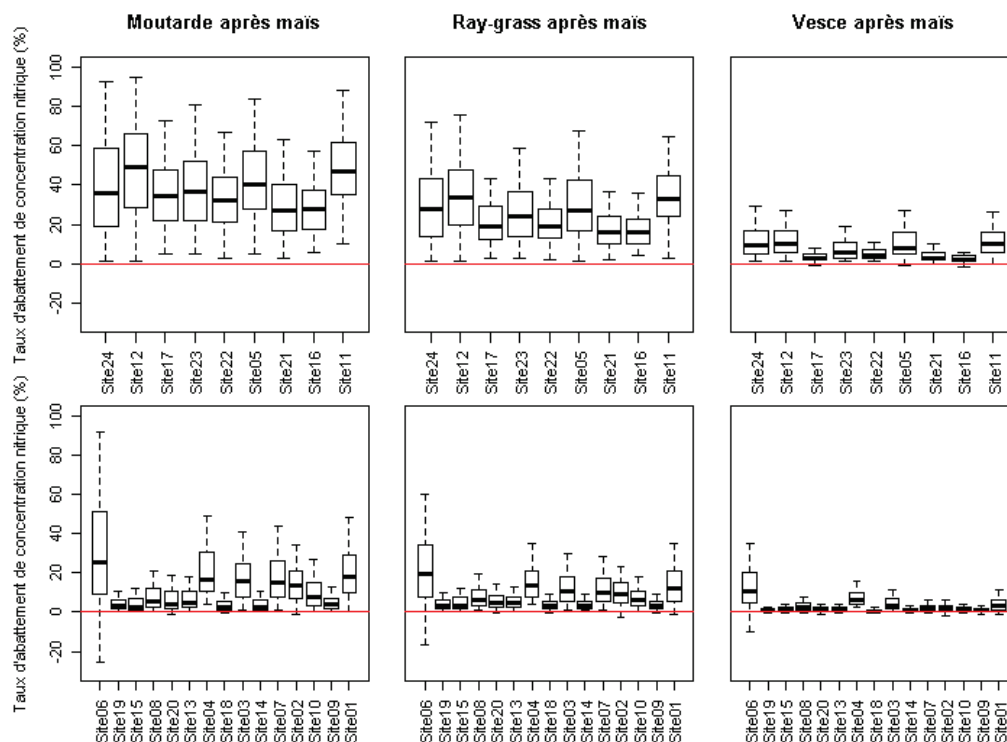 Moutarde après maïs
Ray-grass après maïs
Vesce après maïs
Taux d'abattement de concentration nitrique (%)
100
80
60
40
20
0
-20
Site24
Site12
Site17
Site23
Site22
Site05
Site21
Site16
Site11
Site24
Site12
Site17
Site23
Site22
Site05
Site21
Site16
Site11
Site24
Site12
Site17
Site23
Site22
Site05
Site21
Site16
Site11
Taux d'abattement de concentration nitrique (%)
100
80
60
40
20
0
-20
Site06
Site19
Site15
Site08
Site20
Site13
Site04
Site18
Site03
Site14
Site07
Site02
Site10
Site09
Site01
Site06
Site19
Site15
Site08
Site20
Site13
Site04
Site18
Site03
Site14
Site07
Site02
Site10
Site09
Site01
Site06
Site19
Site15
Site08
Site20
Site13
Site04
Site18
Site03
Site14
Site07
Site02
Site10
Site09
Site01